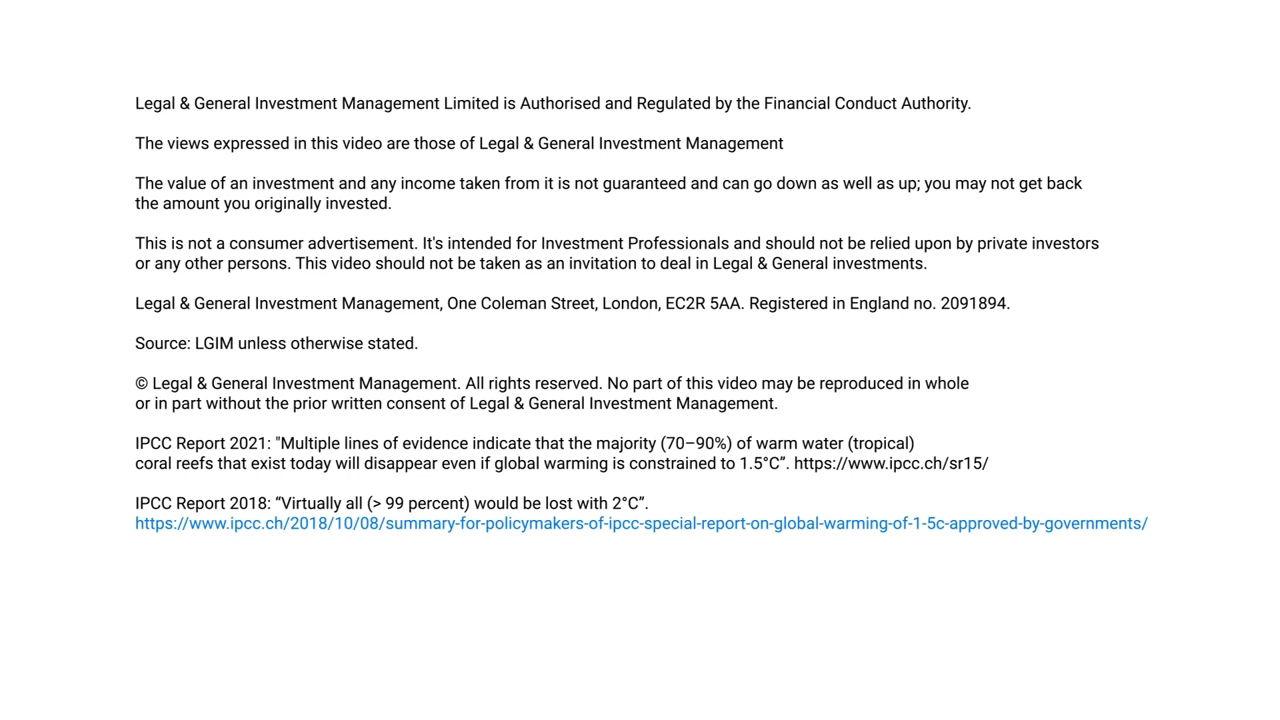 Legal & General Investment Management Limited is Authorised and Regulated by the Financial Conduct Authority.
The views expressed in this video are those of Legal & General Investment Management
The value of an investment and any income taken from it is not guaranteed and can go down as well as up; you may not get back
the amount you originally invested.
This is not a consumer advertisement. It's intended for Investment Professionals and should not be relied upon by private investors
or any other persons. This video should not be taken as an invitation to deal in Legal & General investments.
Legal & General Investment Management, One Coleman Street, London, EC2R 5AA. Registered in England no. 2091894.
Source: LGIM unless otherwise stated.
© Legal & General Investment Management. All rights reserved. No part of this video may be reproduced in whole
or in part without the prior written consent of Legal & General Investment Management.
IPCC Report 2021: "Multiple lines of evidence indicate that the majority (70–90%) of warm water (tropical)
coral reefs that exist today will disappear even if global warming is constrained to 1.5°C”. https://www.ipcc.ch/sr15/
IPCC Report 2018: “Virtually all (> 99 percent) would be lost with 2°C”.
https://www.ipcc.ch/2018/10/08/summary-for-policymakers-of-ipcc-special-report-on-global-warming-of-1-5c-approved-by-governments/